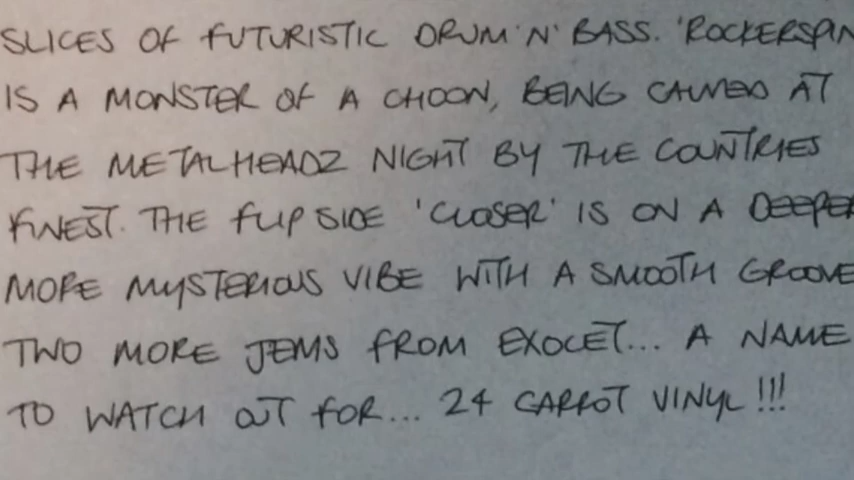 SLICES OF FUTURISTIC DRUM 'N' BASS. 'ROCKERSPIN
IS A MONSTER OF A CHOON, BEING CAUNED AT
THE METALHEADZ NIGHT BY THE COUNTRIES
FINEST. THE FLIP SIDE 'CLOSER' IS ON A DEEPER
MORE MYSTERIOUS VIBE WITH A SMOOTH GROOVE
TWO MORE JEMS FROM EXOCET... A NAME
TO WATCH OUT FOR... 24 CARROT VINYL!!!